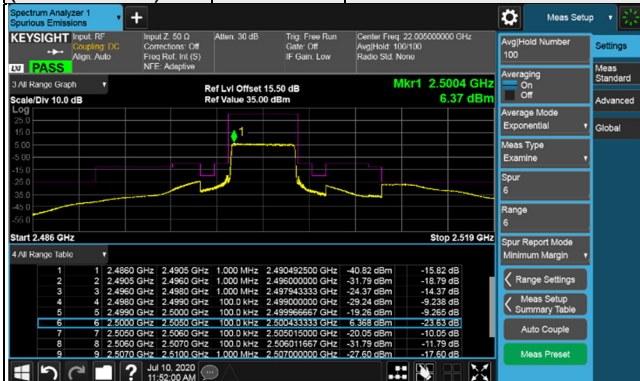 Spectrum Analyzer 1
Spurious Emissions
+
Meas Setup
KEYSIGHT
Input: RF
Coupling: DC
Align: Auto
Input Z: 50 Ω
Corrections: Off
Freq Ref: Int (S)
NFE: Adaptive
Atten: 30 dB
Trig: Free Run
Gate: Off
IF Gain: Low
Center Freq: 22.005000000 GHz
Avg|Hold: 100/100
Radio Std: None
LXI
PASS
3 All Range Graph
Ref Lvl Offset 15.50 dB
Mkr1 2.5004 GHz
Scale/Div 10.0 dB
Ref Value 35.00 dBm
6.37 dBm
Log
25.0
15.0
5.00
-5.00
-15.0
-25.0
-35.0
-45.0
-55.0
1
Start 2.486 GHz
Stop 2.519 GHz
4 All Range Table
1 1 2.4860 GHz 2.4905 GHz 1.000 MHz 2.490492500 GHz -40.82 dBm -15.82 dB
2 2 2.4905 GHz 2.4960 GHz 1.000 MHz 2.496000000 GHz -31.79 dBm -18.79 dB
3 3 2.4960 GHz 2.4980 GHz 1.000 MHz 2.497943333 GHz -24.37 dBm -14.37 dB
4 4 2.4980 GHz 2.4990 GHz 100.0 kHz 2.499000000 GHz -29.24 dBm -9.238 dB
5 5 2.4990 GHz 2.5000 GHz 100.0 kHz 2.499966667 GHz -19.26 dBm -9.265 dB
6 6 2.5000 GHz 2.5050 GHz 100.0 kHz 2.500433333 GHz 6.368 dBm -23.63 dB
7 7 2.5050 GHz 2.5060 GHz 100.0 kHz 2.505015000 GHz -20.05 dBm -10.05 dB
8 8 2.5060 GHz 2.5070 GHz 100.0 kHz 2.506011667 GHz -31.79 dBm -11.79 dB
9 9 2.5070 GHz 2.5100 GHz 1.000 MHz 2.507000000 GHz -27.60 dBm -17.60 dB
Avg|Hold Number
100
Averaging
On
Off
Average Mode
Exponential
Meas Type
Examine
Spur
6
Range
6
Spur Report Mode
Minimum Margin
Range Settings
Meas Setup
Summary Table
Auto Couple
Meas Preset
Settings
Meas
Standard
Advanced
Global
?
Jul 10, 2020
11:52:00 AM